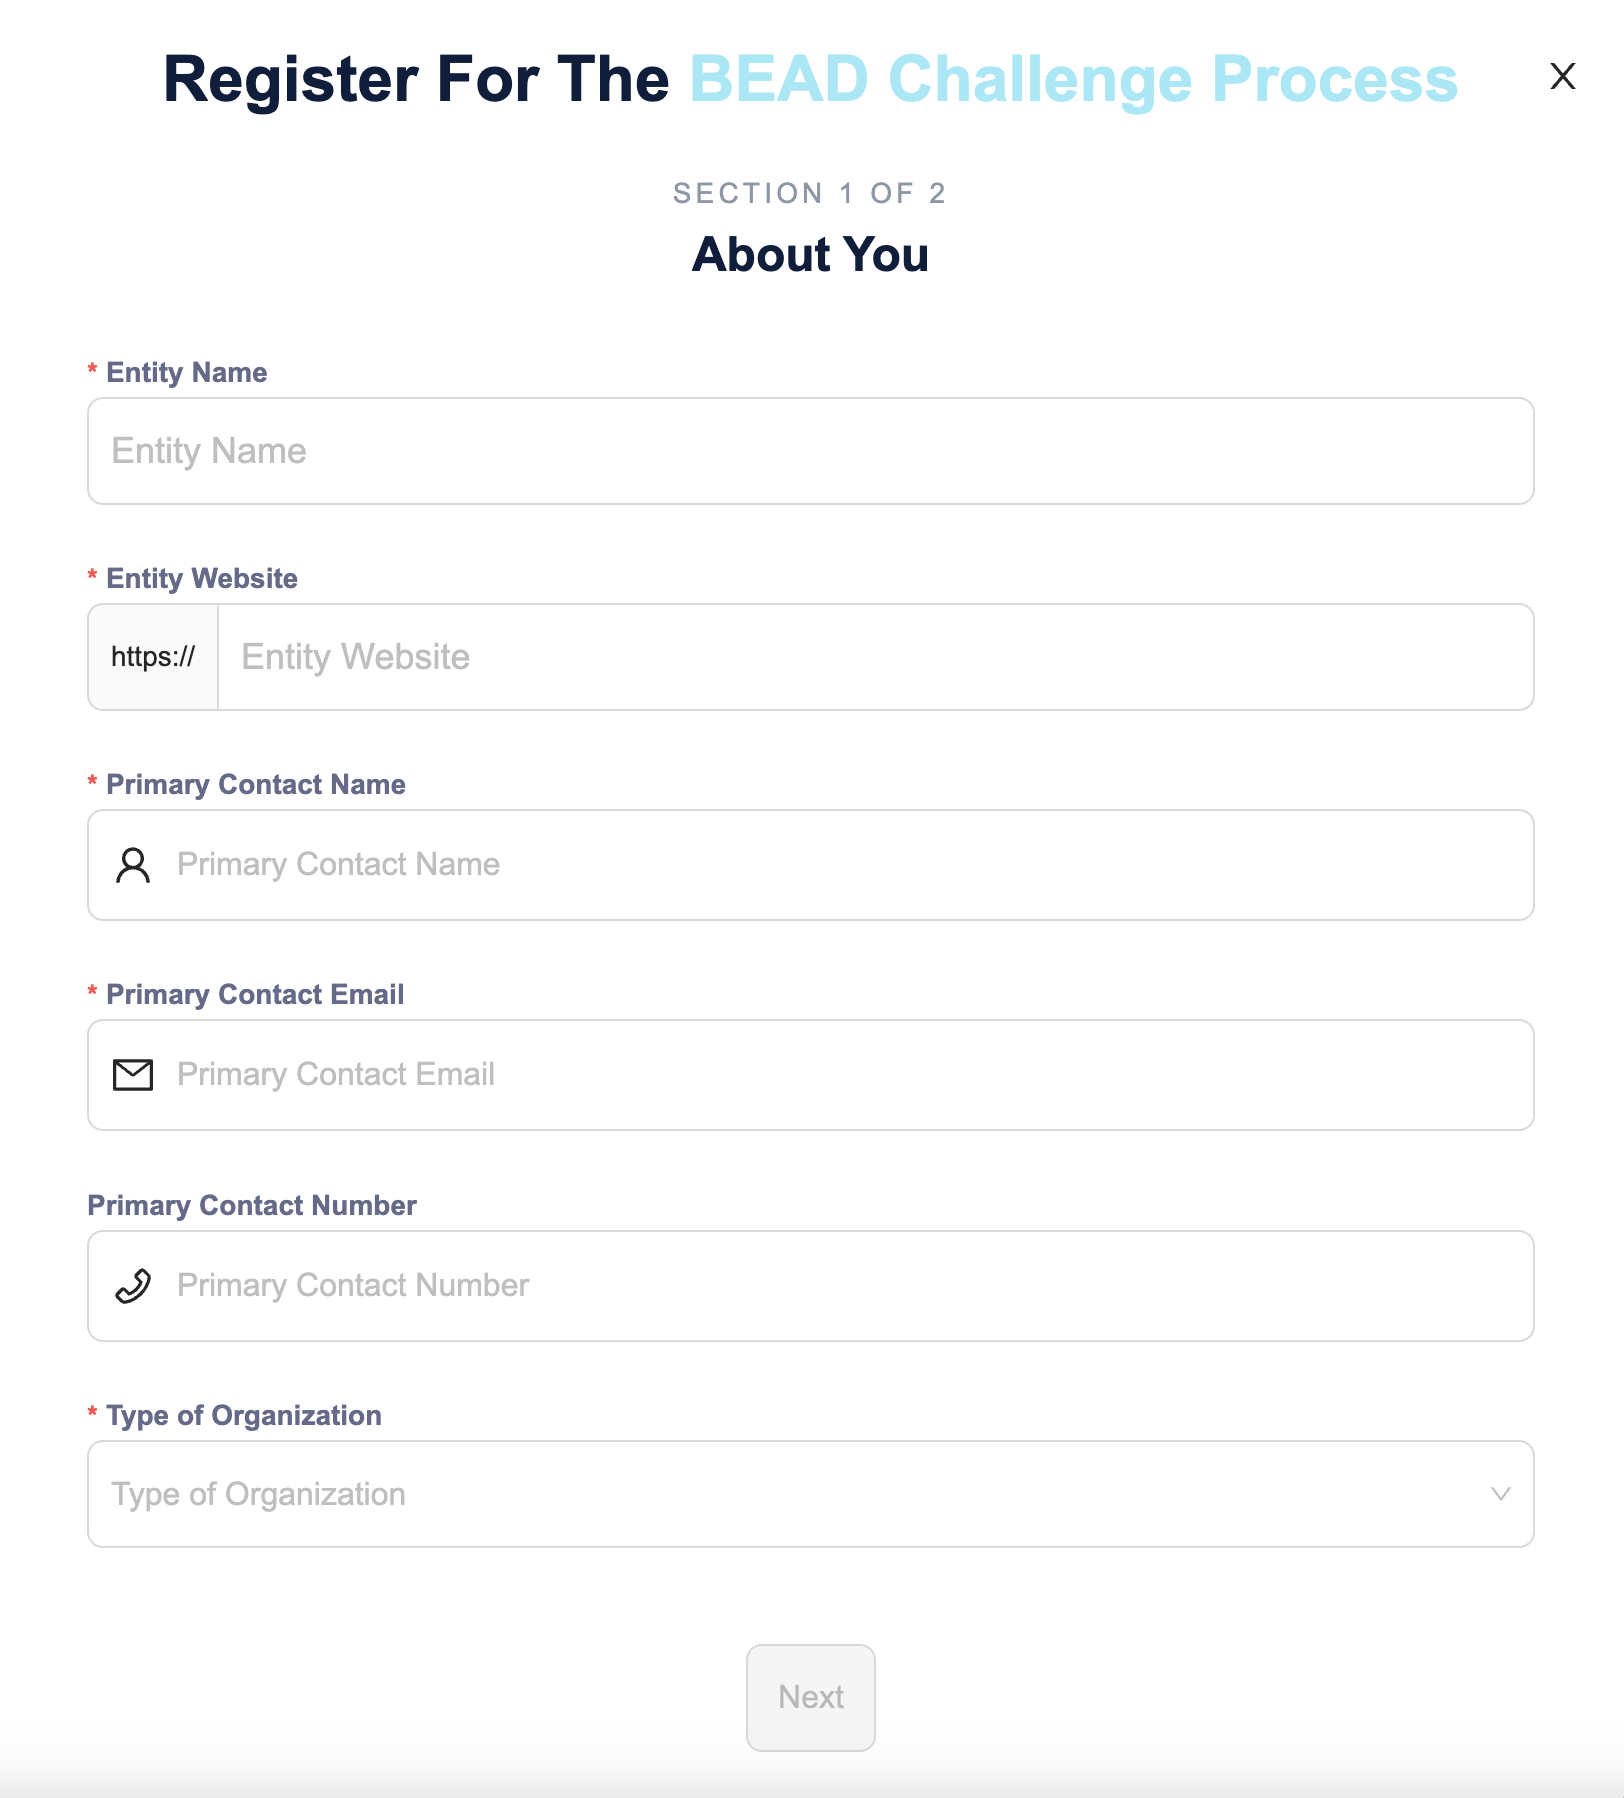 Register For The BEAD Challenge Process
X
SECTION 1 OF 2
About You
* Entity Name
Entity Name
* Entity Website
https:// Entity Website
* Primary Contact Name
Primary Contact Name
* Primary Contact Email
Primary Contact Email
Primary Contact Number
Primary Contact Number
* Type of Organization
Type of Organization
Next